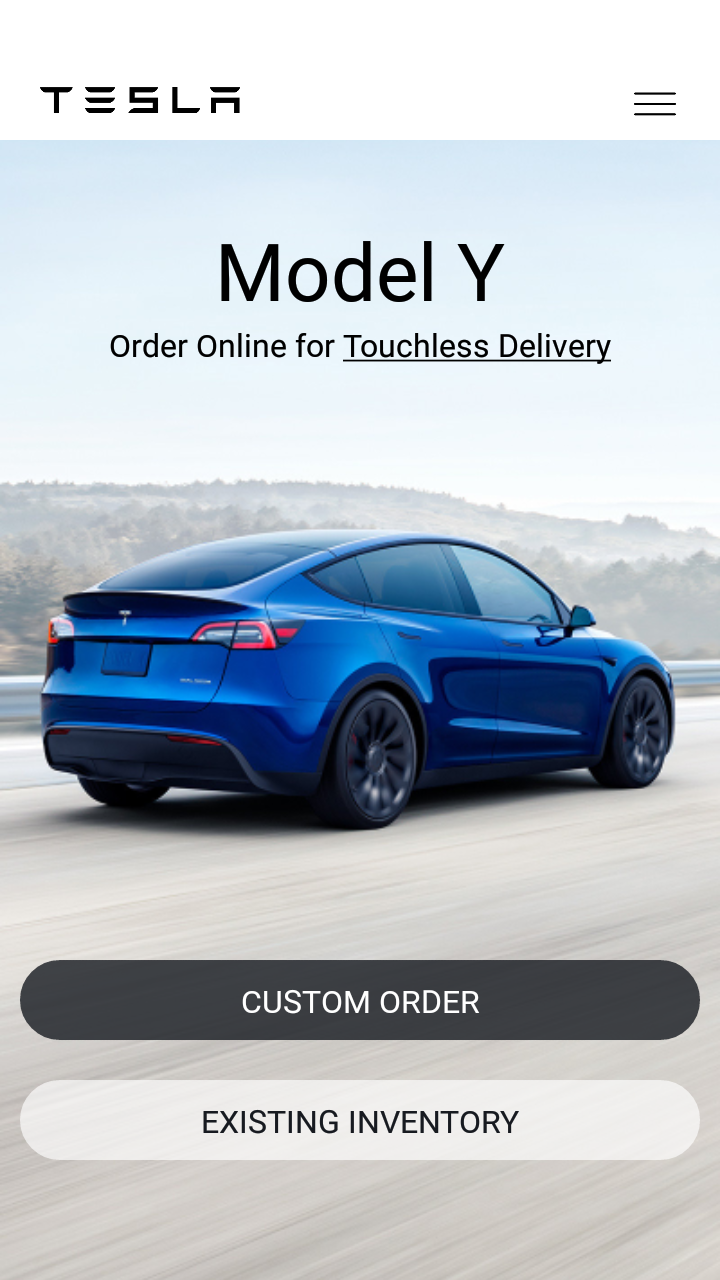 TESLA
Model Y
Order Online for Touchless Delivery
CUSTOM ORDER
EXISTING INVENTORY